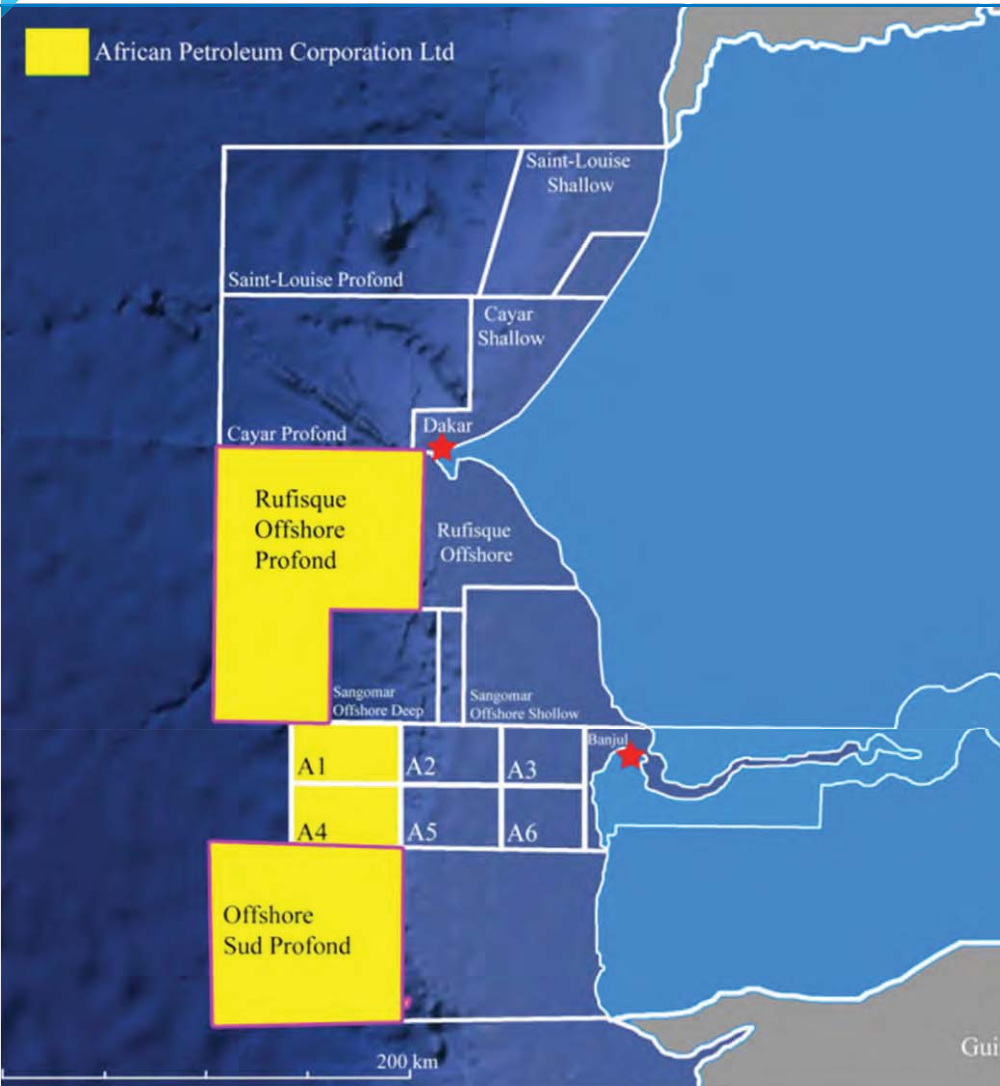 African Petroleum Corporation Ltd
Saint-Louise
Shallow
Saint-Louise Profond
Cayar
Shallow
Dakar
Cayar Profond
Rufisque
Offshore
Profond
Rufisque
Offshore
Sangomar
Offshore Deep
Sangomar
Offshore Shollow
Banjul
A1
A2
A3
A4
A5
A6
Offshore
Sud Profond
200 km
Gui